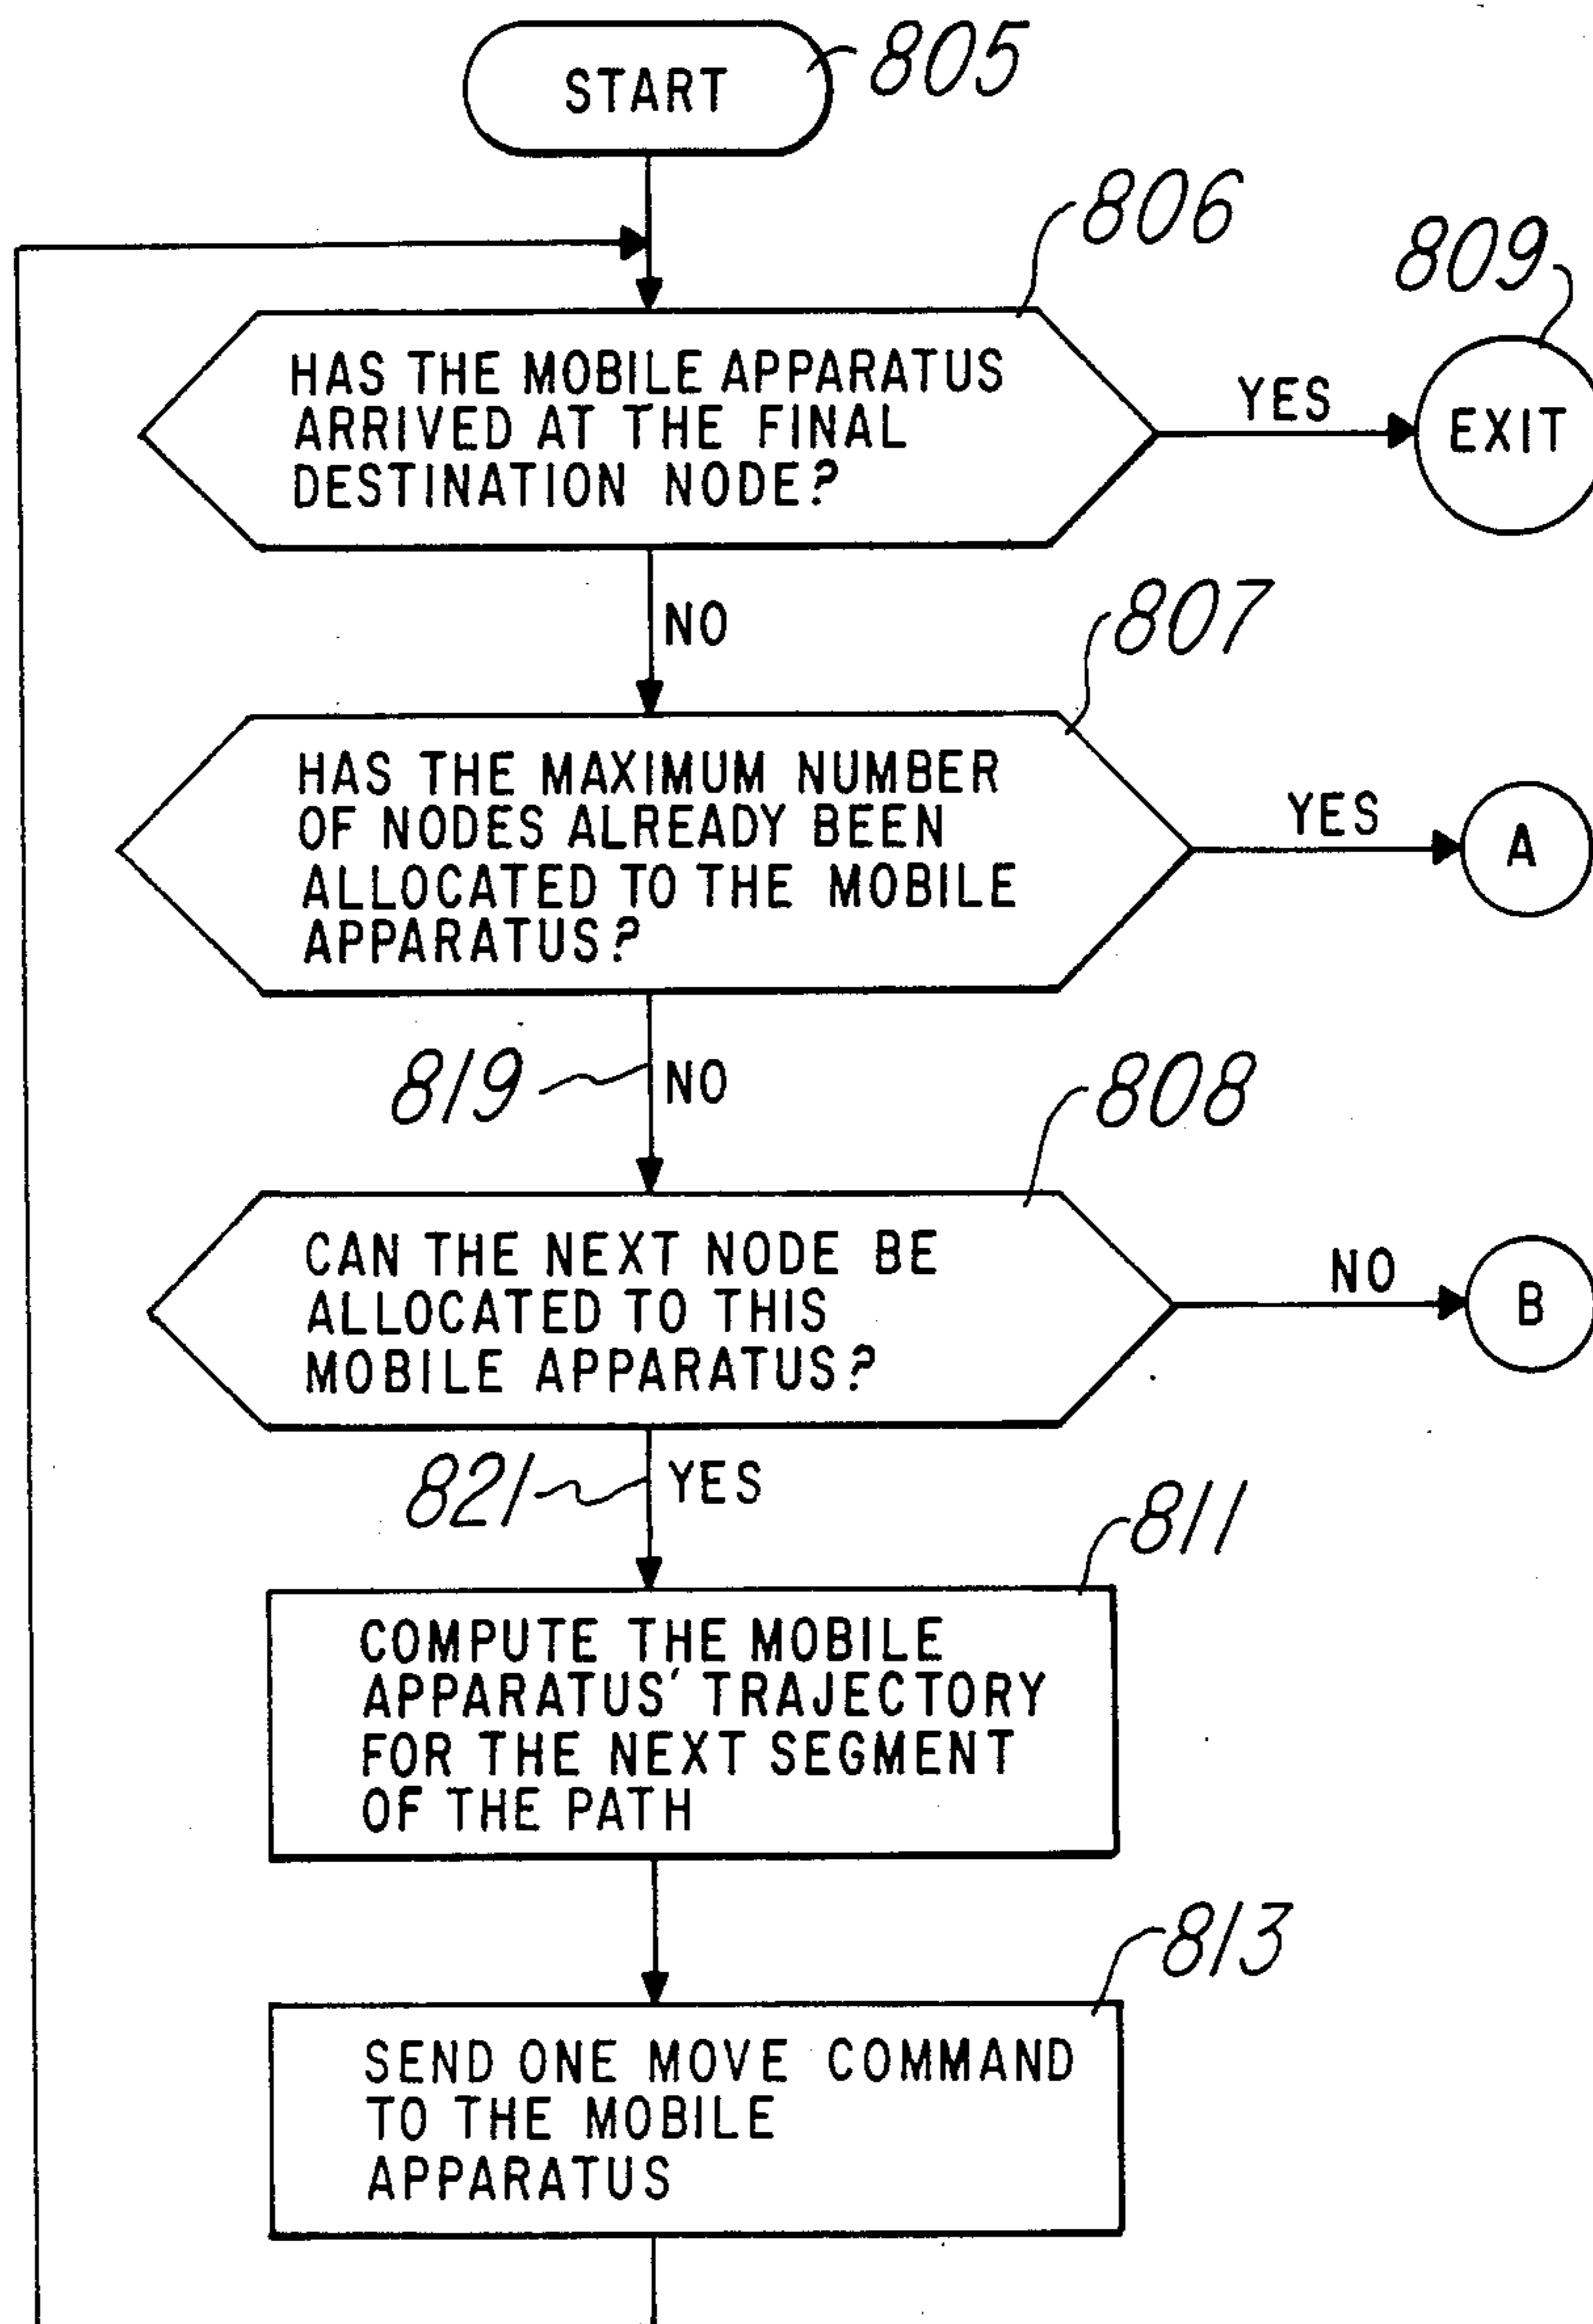 START
805
806
809
HAS THE MOBILE APPARATUS
ARRIVED AT THE FINAL
DESTINATION NODE?
YES
EXIT
NO
807
HAS THE MAXIMUM NUMBER
OF NODES ALREADY BEEN
ALLOCATED TO THE MOBILE
APPARATUS?
YES
A
819
NO
808
CAN THE NEXT NODE BE
ALLOCATED TO THIS
MOBILE APPARATUS?
NO
B
821
YES
811
COMPUTE THE MOBILE
APPARATUS' TRAJECTORY
FOR THE NEXT SEGMENT
OF THE PATH
813
SEND ONE MOVE COMMAND
TO THE MOBILE
APPARATUS